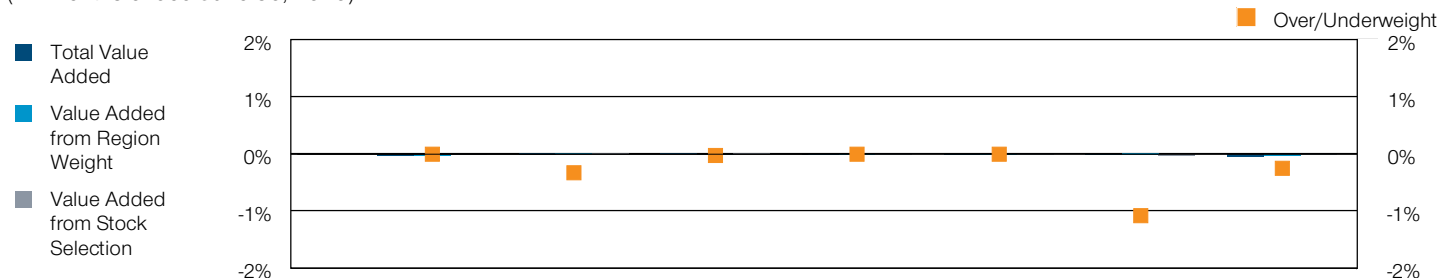 Over/Underweight
Total Value
Added
Value Added
from Region
Weight
Value Added
from Stock
Selection
2%
1%
0%
-1%
-2%
2%
1%
0%
-1%
-2%